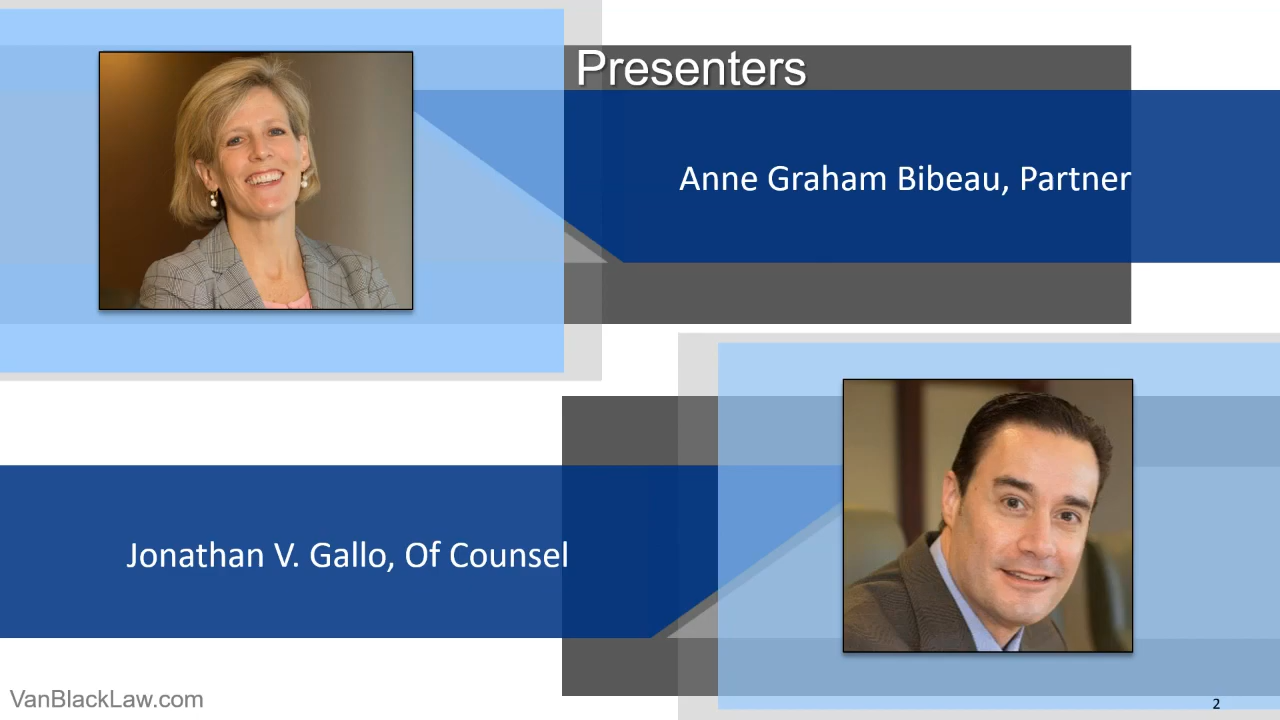 Presenters
Anne Graham Bibeau, Partner
Jonathan V. Gallo, Of Counsel
VanBlackLaw.com
2